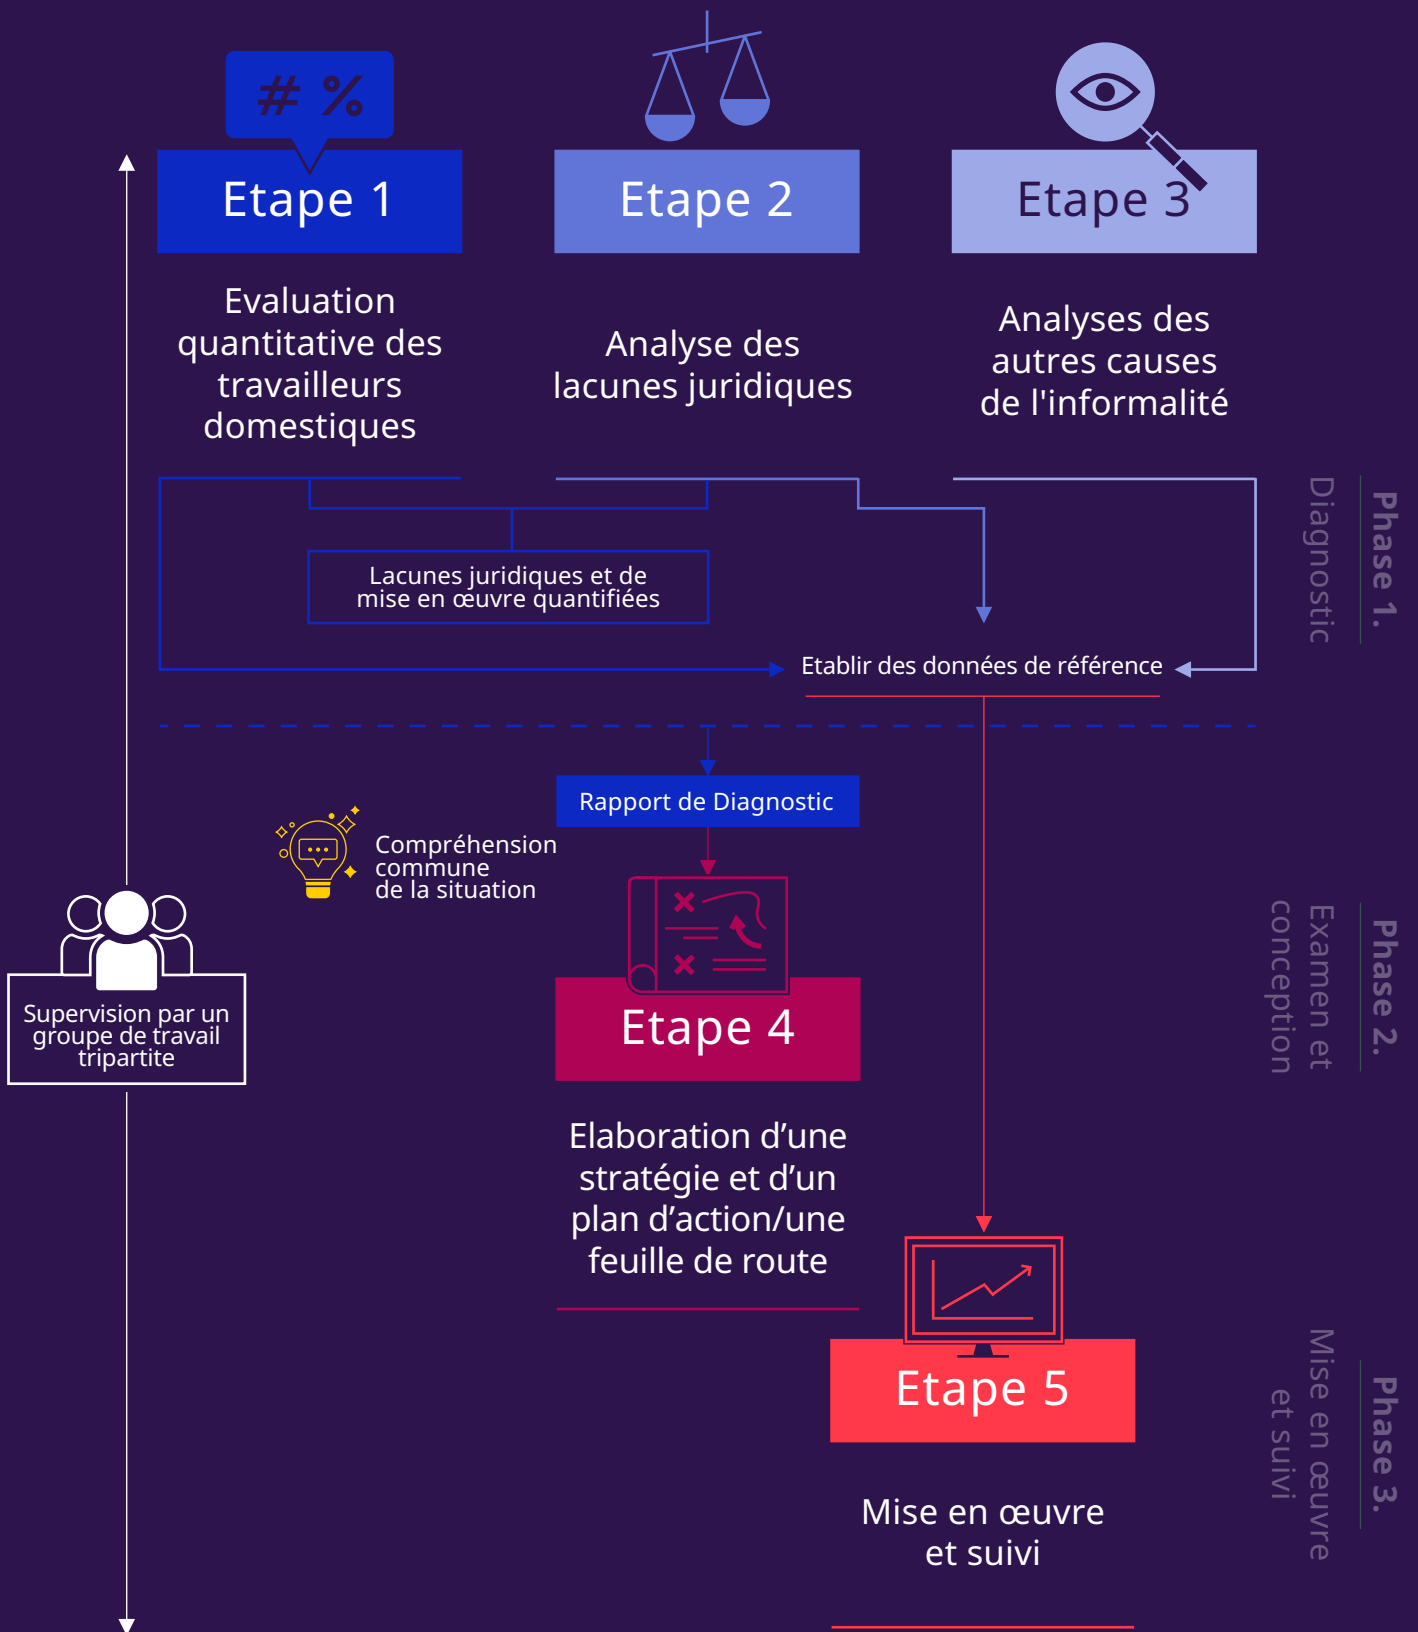 # %
Etape 1
Etape 2
Etape 3
Evaluation
quantitative des
travailleurs
domestiques
Analyse des
lacunes juridiques
Analyses des
autres causes
de l'informalité
Phase 1.
Diagnostic
Lacunes juridiques et de
mise en œuvre quantifiées
Etablir des données de référence
Rapport de Diagnostic
Compréhension
commune
de la situation
Supervision par un
groupe de travail
tripartite
Etape 4
Phase 2.
Examen et
conception
Elaboration d’une
stratégie et d’un
plan d’action/une
feuille de route
Etape 5
Phase 3.
Mise en œuvre
et suivi
Mise en œuvre
et suivi